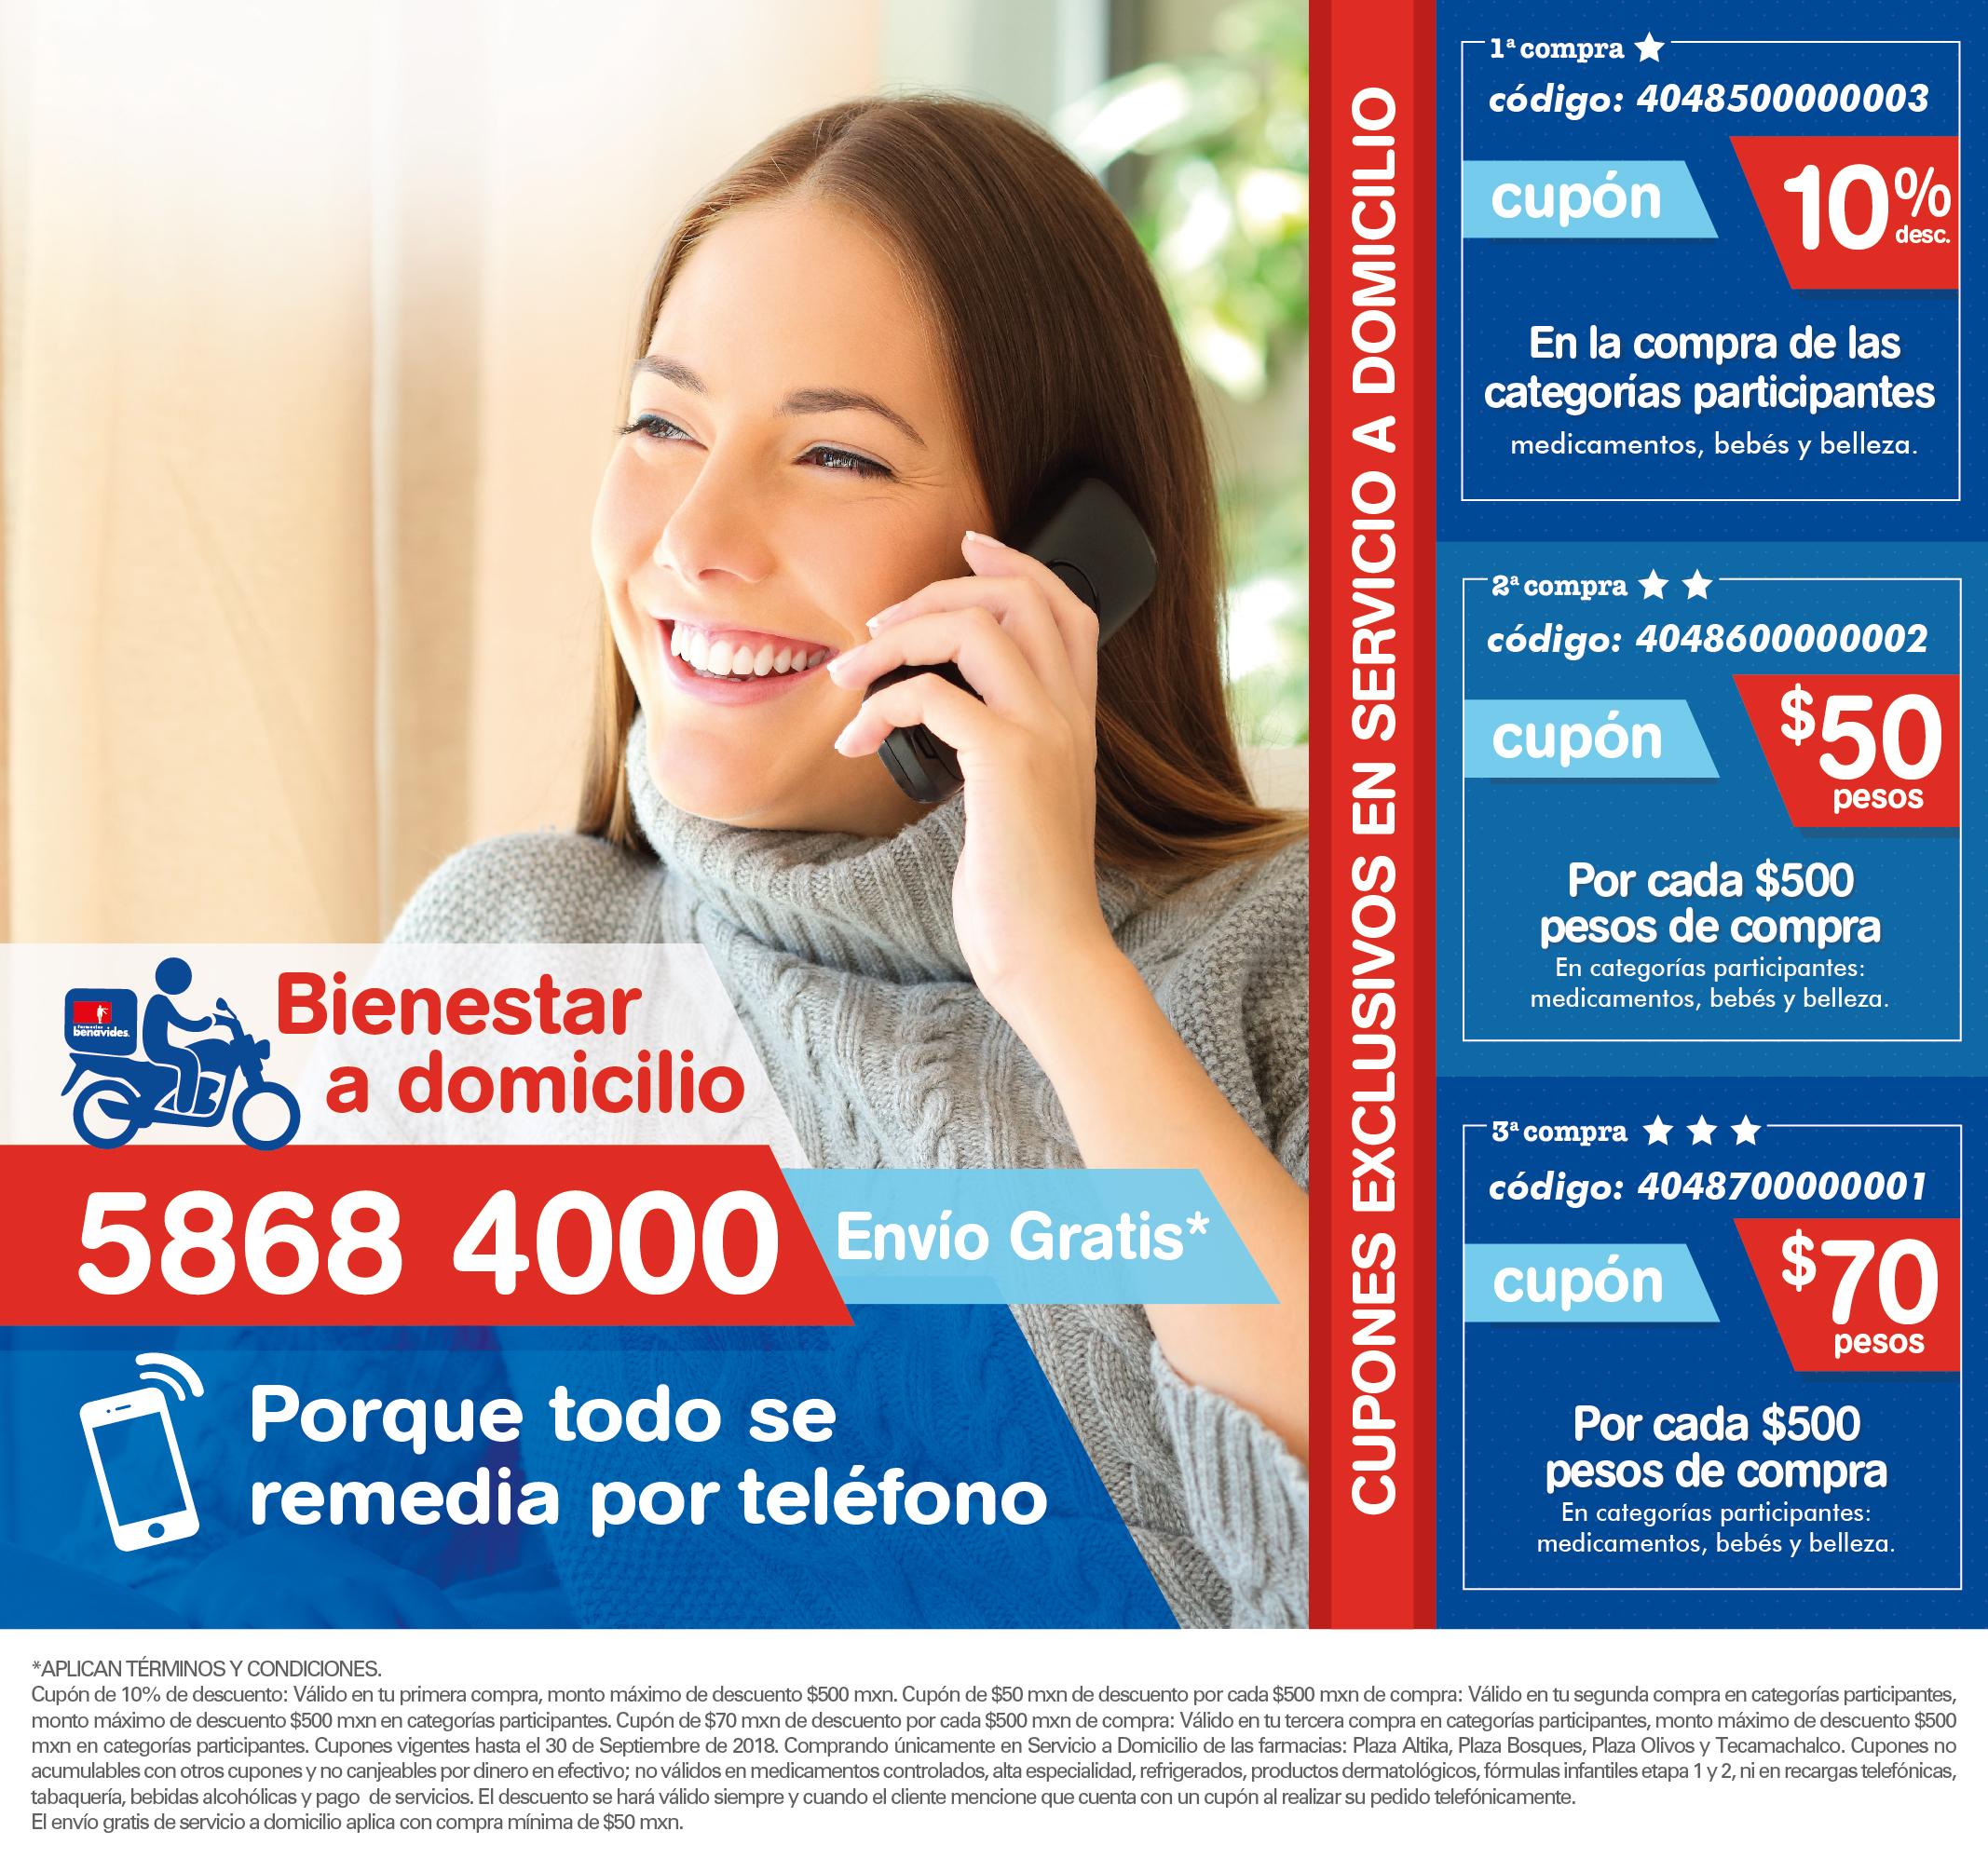 farmacias
benavides
Bienestar
a domicilio
5868 4000
Envío Gratis*
Porque todo se
remedia por teléfono
CUPONES EXCLUSIVOS EN SERVICIO A DOMICILIO
1ª compra
código: 4048500000003
cupón
10%
desc.
En la compra de las
categorías participantes
medicamentos, bebés y belleza.
2ª compra
código: 4048600000002
cupón
$50
pesos
Por cada $500
pesos de compra
En categorías participantes:
medicamentos, bebés y belleza.
3ª compra
código: 4048700000001
cupón
$70
pesos
Por cada $500
pesos de compra
En categorías participantes:
medicamentos, bebés y belleza.
*APLICAN TÉRMINOS Y CONDICIONES.
Cupón de 10% de descuento: Válido en tu primera compra, monto máximo de descuento $500 mxn. Cupón de $50 mxn de descuento por cada $500 mxn de compra: Válido en tu segunda compra en categorías participantes,
monto máximo de descuento $500 mxn en categorías participantes. Cupón de $70 mxn de descuento por cada $500 mxn de compra: Válido en tu tercera compra en categorías participantes, monto máximo de descuento $500
mxn en categorías participantes. Cupones vigentes hasta el 30 de Septiembre de 2018. Comprando únicamente en Servicio a Domicilio de las farmacias: Plaza Altika, Plaza Bosques, Plaza Olivos y Tecamachalco. Cupones no
acumulables con otros cupones y no canjeables por dinero en efectivo; no válidos en medicamentos controlados, alta especialidad, refrigerados, productos dermatológicos, fórmulas infantiles etapa 1 y 2, ni en recargas telefónicas,
tabaquería, bebidas alcohólicas y pago de servicios. El descuento se hará válido siempre y cuando el cliente mencione que cuenta con un cupón al realizar su pedido telefónicamente.
El envío gratis de servicio a domicilio aplica con compra mínima de $50 mxn.